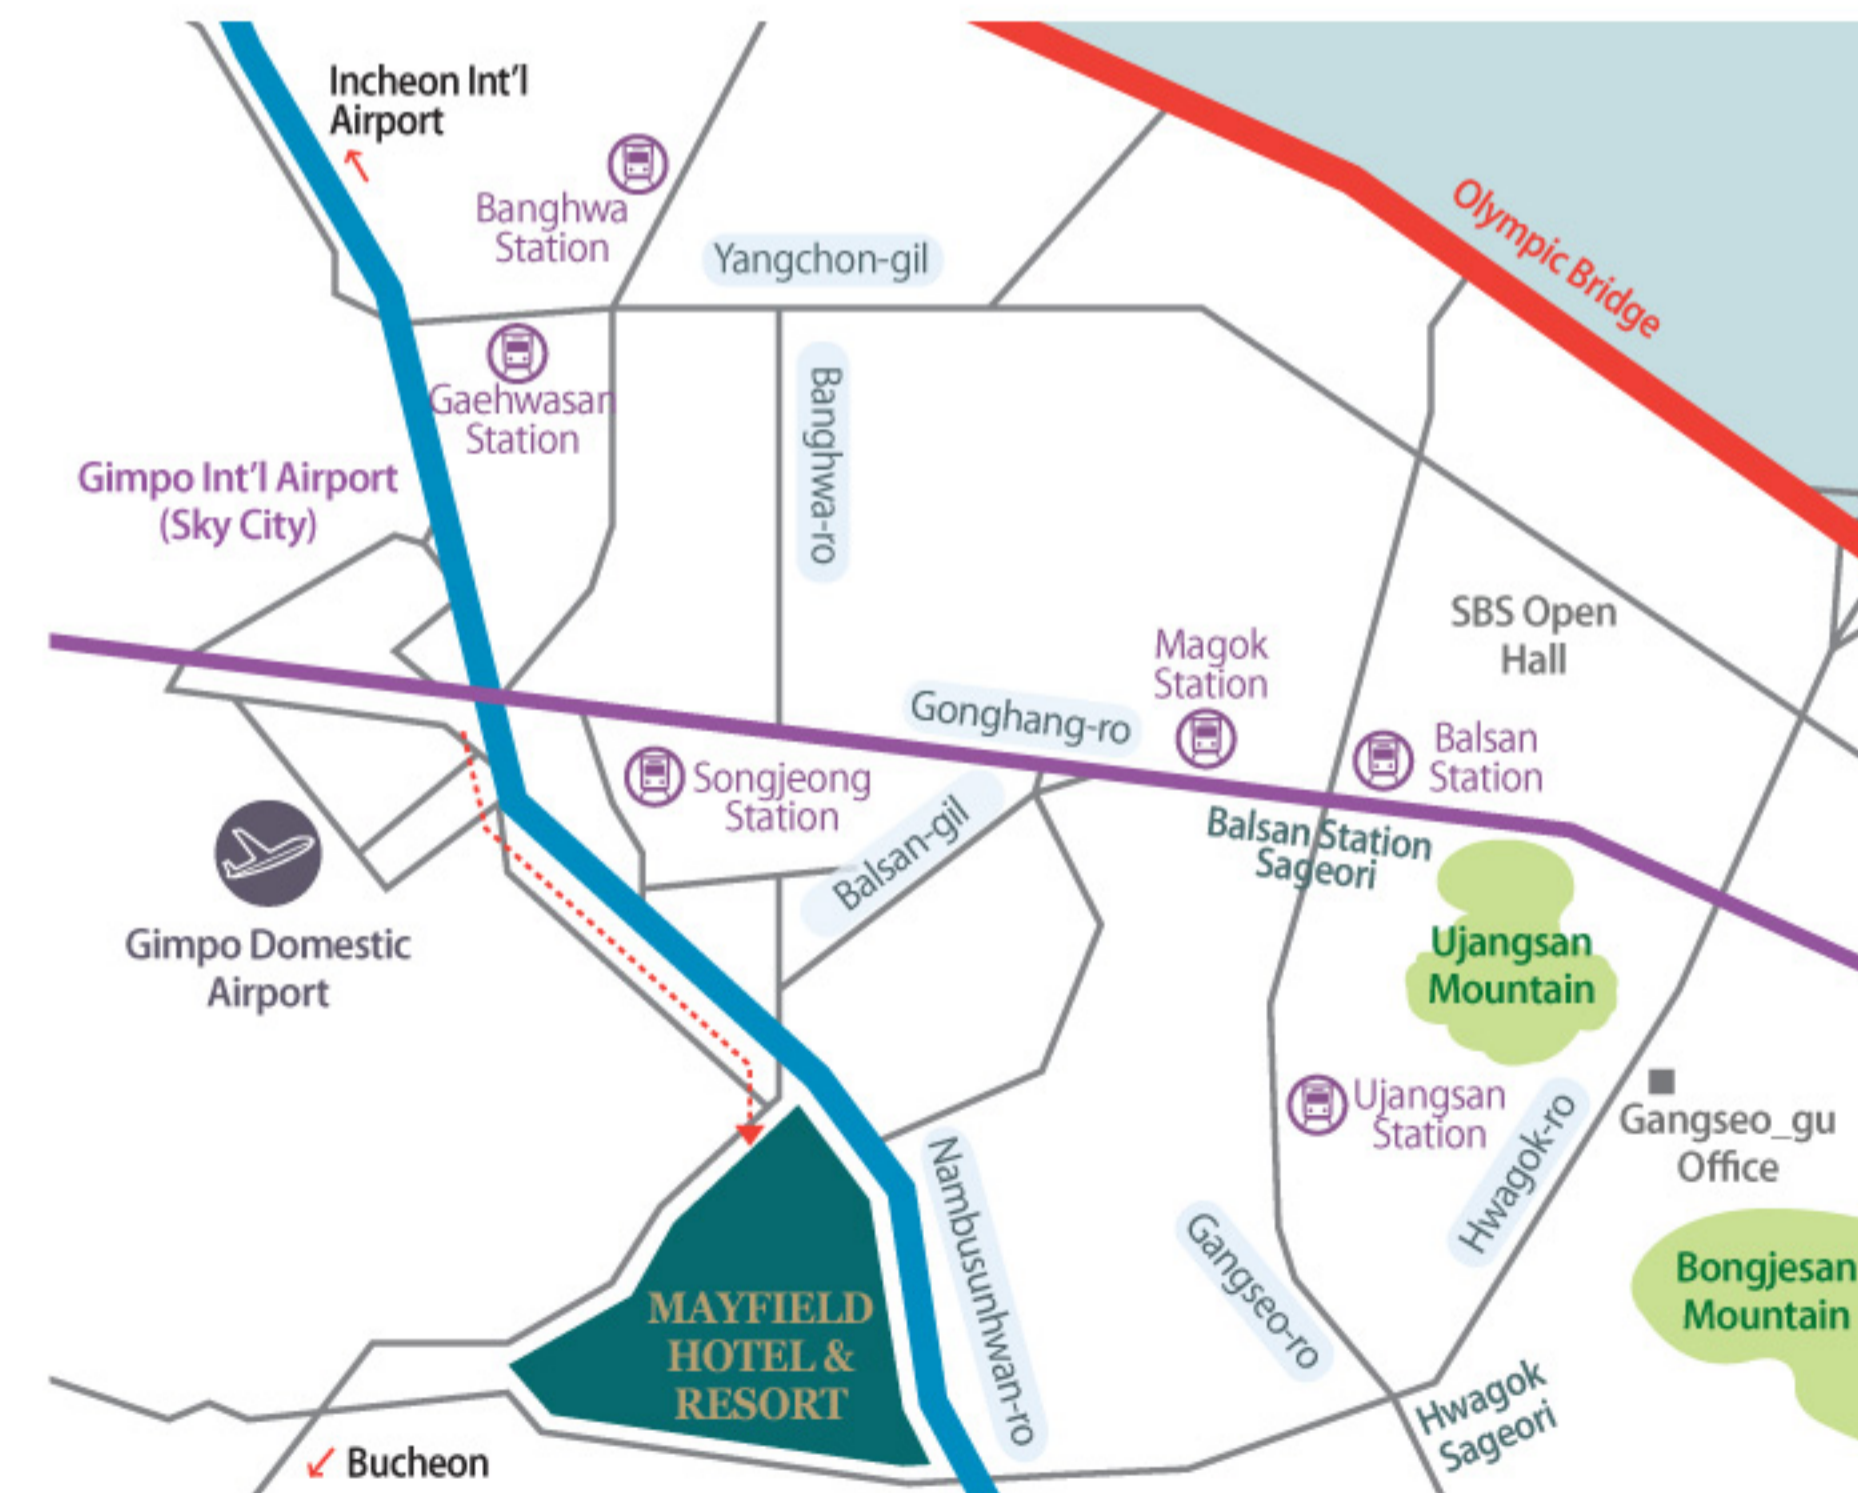 Incheon Int'l
Airport
Banghwa
Station
Yangchon-gil
Olympic Bridge
Gaehwasan
Station
Banghwa-ro
Gimpo Int'l Airport
(Sky City)
SBS Open
Hall
Magok
Station
Gonghang-ro
Balsan
Station
Songjeong
Station
Balsan-gil
Balsan Station
Sageori
Gimpo Domestic
Airport
Ujangsan
Mountain
Ujangsan
Station
Hwagok-ro
Gangseo_gu
Office
Nambusunhwan-ro
Gangseo-ro
Bongjesan
Mountain
MAYFIELD
HOTEL &
RESORT
Hwagok
Sageori
Bucheon